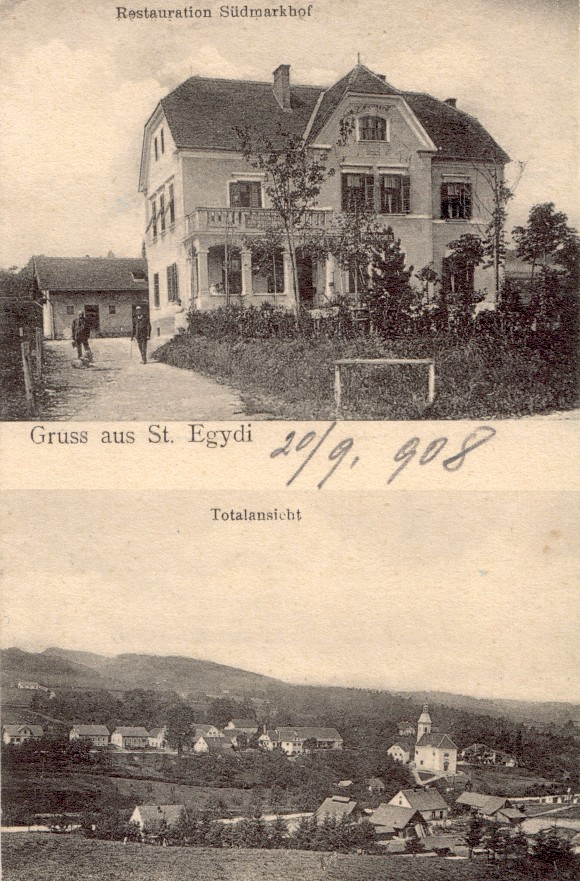 Restauration Südmarkhof
Gruss aus St. Egydi
20/9. 908
Totalansicht